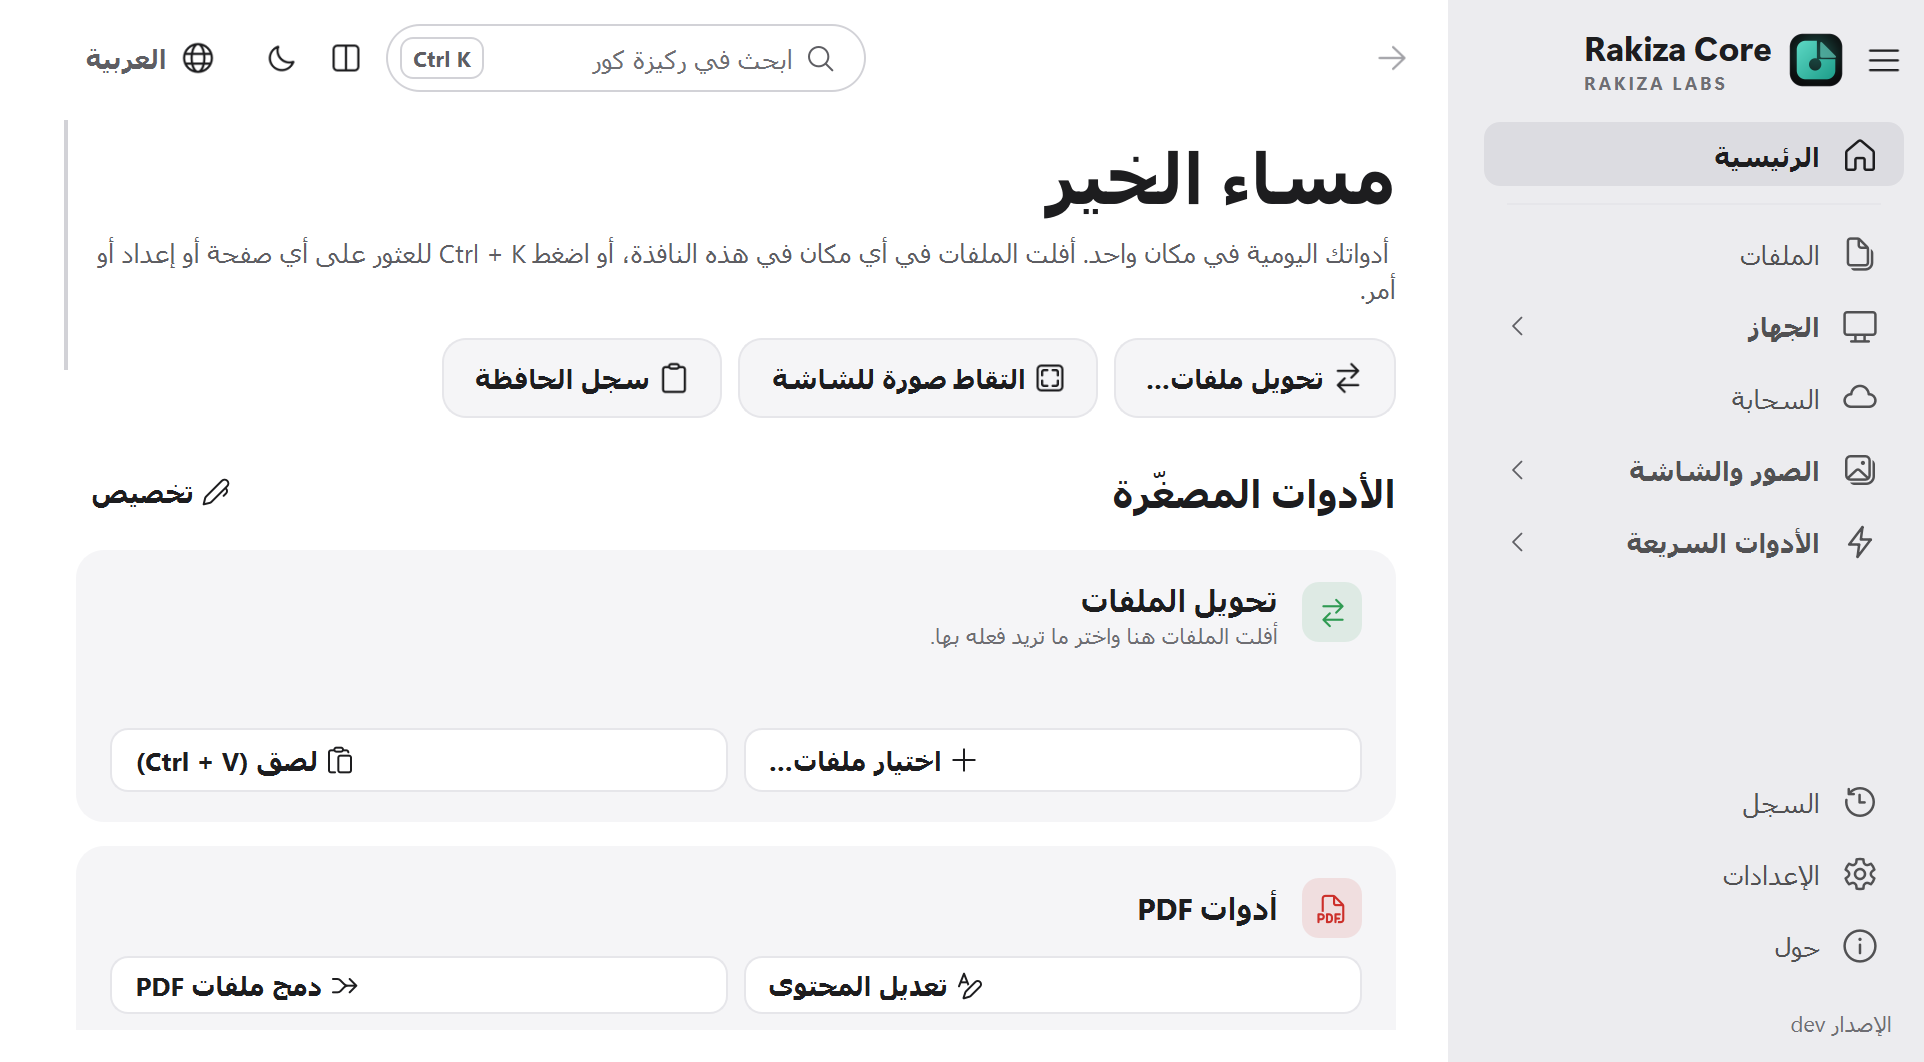 Rakiza Core
RAKIZA LABS
الرئيسية
الملفات
الجهاز
السحابة
الصور والشاشة
الأدوات السريعة
السجل
الإعدادات
حول
الإصدار dev
ابحث في ركيزة كور
Ctrl K
العربية
مساء الخير
أدواتك اليومية في مكان واحد. أفلت الملفات في أي مكان في هذه النافذة، أو اضغط Ctrl + K للعثور على أي صفحة أو إعداد أو
أمر.
تحويل ملفات...
التقاط صورة للشاشة
سجل الحافظة
الأدوات المصغّرة
تخصيص
تحويل الملفات
أفلت الملفات هنا واختر ما تريد فعله بها.
اختيار ملفات...
لصق (Ctrl + V)
PDF
أدوات PDF
تعديل المحتوى
دمج ملفات PDF